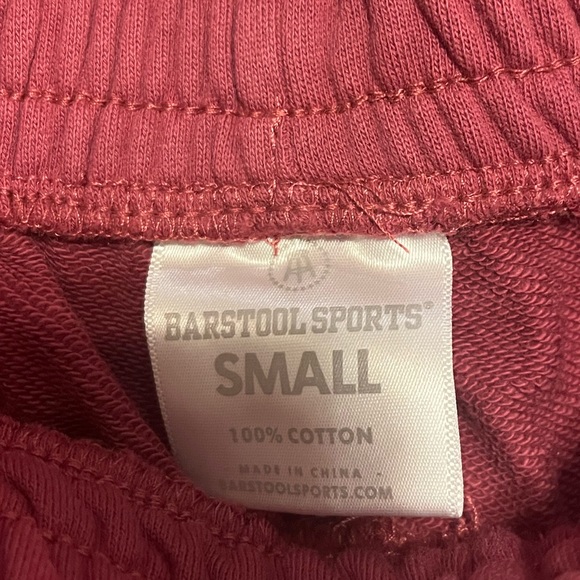 BARSTOOL SPORTS®
SMALL
100% COTTON
MADE IN CHINA -
BARSTOOLSPORTS.COM